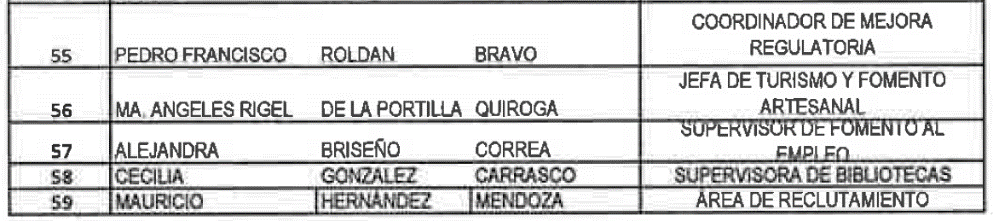 COORDINADOR DE MEJORA
55 PEDRO FRANCISCO ROLDAN BRAVO REGULATORIA
JEFA DE TURISMO Y FOMENTO
56 MA. ANGELES RIGEL DE LA PORTILLA QUIROGA ARTESANAL
SUPERVISOR DE FOMENTO AL
57 ALEJANDRA BRISEÑO CORREA EMPLEO
58 CECILIA GONZALEZ CARRASCO SUPERVISORA DE BIBLIOTECAS
59 MAURICIO HERNÁNDEZ MENDOZA ÁREA DE RECLUTAMIENTO